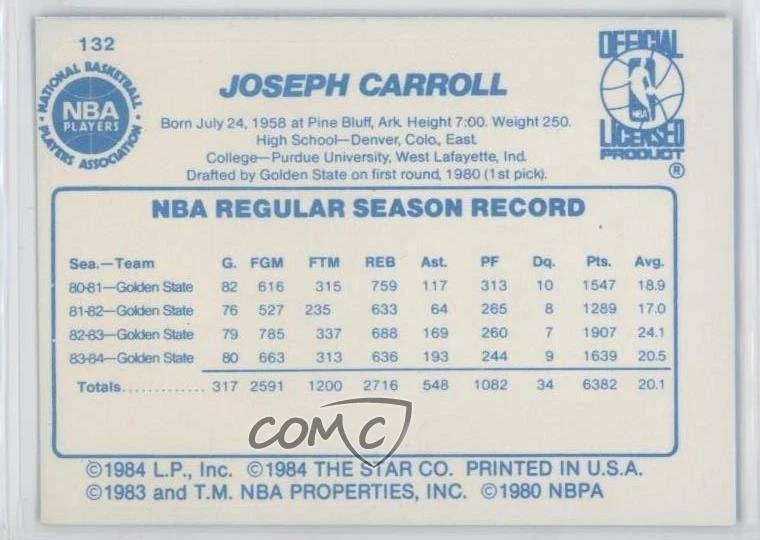 132
OFFICIAL
NBA
LICENSED
PRODUCT
®
NATIONAL BASKETBALL
NBA
PLAYERS
PLAYERS ASSOCIATION
JOSEPH CARROLL
Born July 24, 1958 at Pine Bluff, Ark. Height 7:00. Weight 250.
High School—Denver, Colo., East.
College—Purdue University, West Lafayette, Ind.
Drafted by Golden State on first round, 1980 (1st pick).
NBA REGULAR SEASON RECORD
Sea.—Team G. FGM FTM REB Ast. PF Dq. Pts. Avg.
80-81—Golden State 82 616 315 759 117 313 10 1547 18.9
81-82—Golden State 76 527 235 633 64 265 8 1289 17.0
82-83—Golden State 79 785 337 688 169 260 7 1907 24.1
83-84—Golden State 80 663 313 636 193 244 9 1639 20.5
Totals............. 317 2591 1200 2716 548 1082 34 6382 20.1
COMC
©1984 L.P., Inc. ©1984 THE STAR CO. PRINTED IN U.S.A.
©1983 and T.M. NBA PROPERTIES, INC. ©1980 NBPA